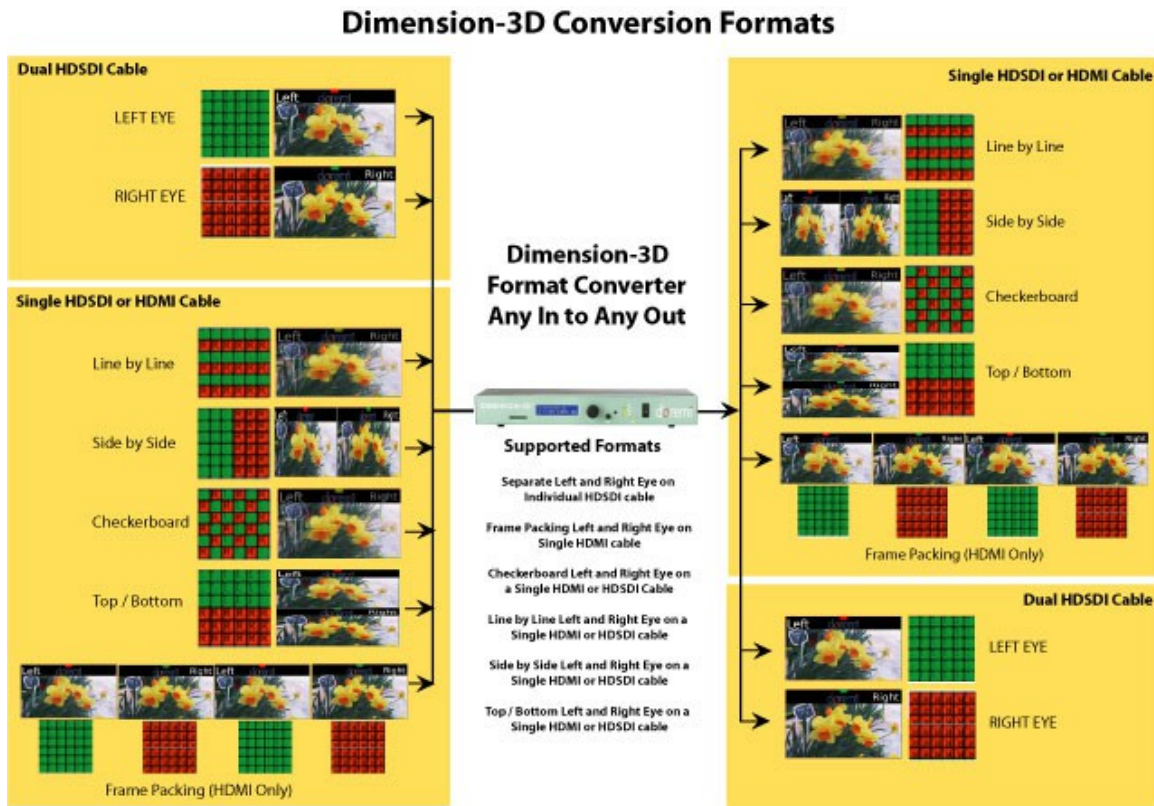 Dimension-3D Conversion Formats
Dual HDSDI Cable
LEFT EYE
Left
RIGHT EYE
Right
Single HDSDI or HDMI Cable
Line by Line
Left Right
Side by Side
Checkerboard
Left Right
Top / Bottom
Left
Right
Left Right Left Right
Frame Packing (HDMI Only)
Dimension-3D
Format Converter
Any In to Any Out
doremi
Supported Formats
Separate Left and Right Eye on
Individual HDSDI cable
Frame Packing Left and Right Eye on
Single HDMI cable
Checkerboard Left and Right Eye on
a Single HDMI or HDSDI Cable
Line by Line Left and Right Eye on a
Single HDMI or HDSDI cable
Side by Side Left and Right Eye on a
Single HDMI or HDSDI cable
Top / Bottom Left and Right Eye on a
Single HDMI or HDSDI cable
Single HDSDI or HDMI Cable
Left Right
Line by Line
Side by Side
Left Right
Checkerboard
Left
Right
Top / Bottom
Left Right Left Right
Frame Packing (HDMI Only)
Dual HDSDI Cable
Left
LEFT EYE
Right
RIGHT EYE